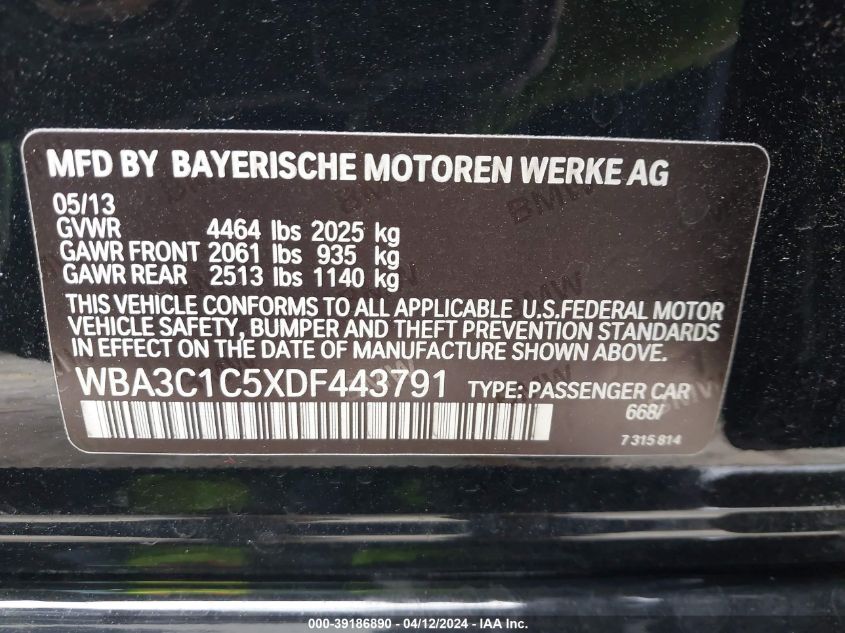 MFD BY BAYERISCHE MOTOREN WERKE AG
05/13
GVWR 4464 lbs 2025 kg
GAWR FRONT 2061 lbs 935 kg
GAWR REAR 2513 lbs 1140 kg
THIS VEHICLE CONFORMS TO ALL APPLICABLE U.S.FEDERAL MOTOR
VEHICLE SAFETY, BUMPER AND THEFT PREVENTION STANDARDS
IN EFFECT ON THE DATE OF MANUFACTURE SHOWN ABOVE.
WBA3C1C5XDF443791 TYPE: PASSENGER CAR
668/
7 315 814
000-39186890 - 04/12/2024 - IAA, Inc.